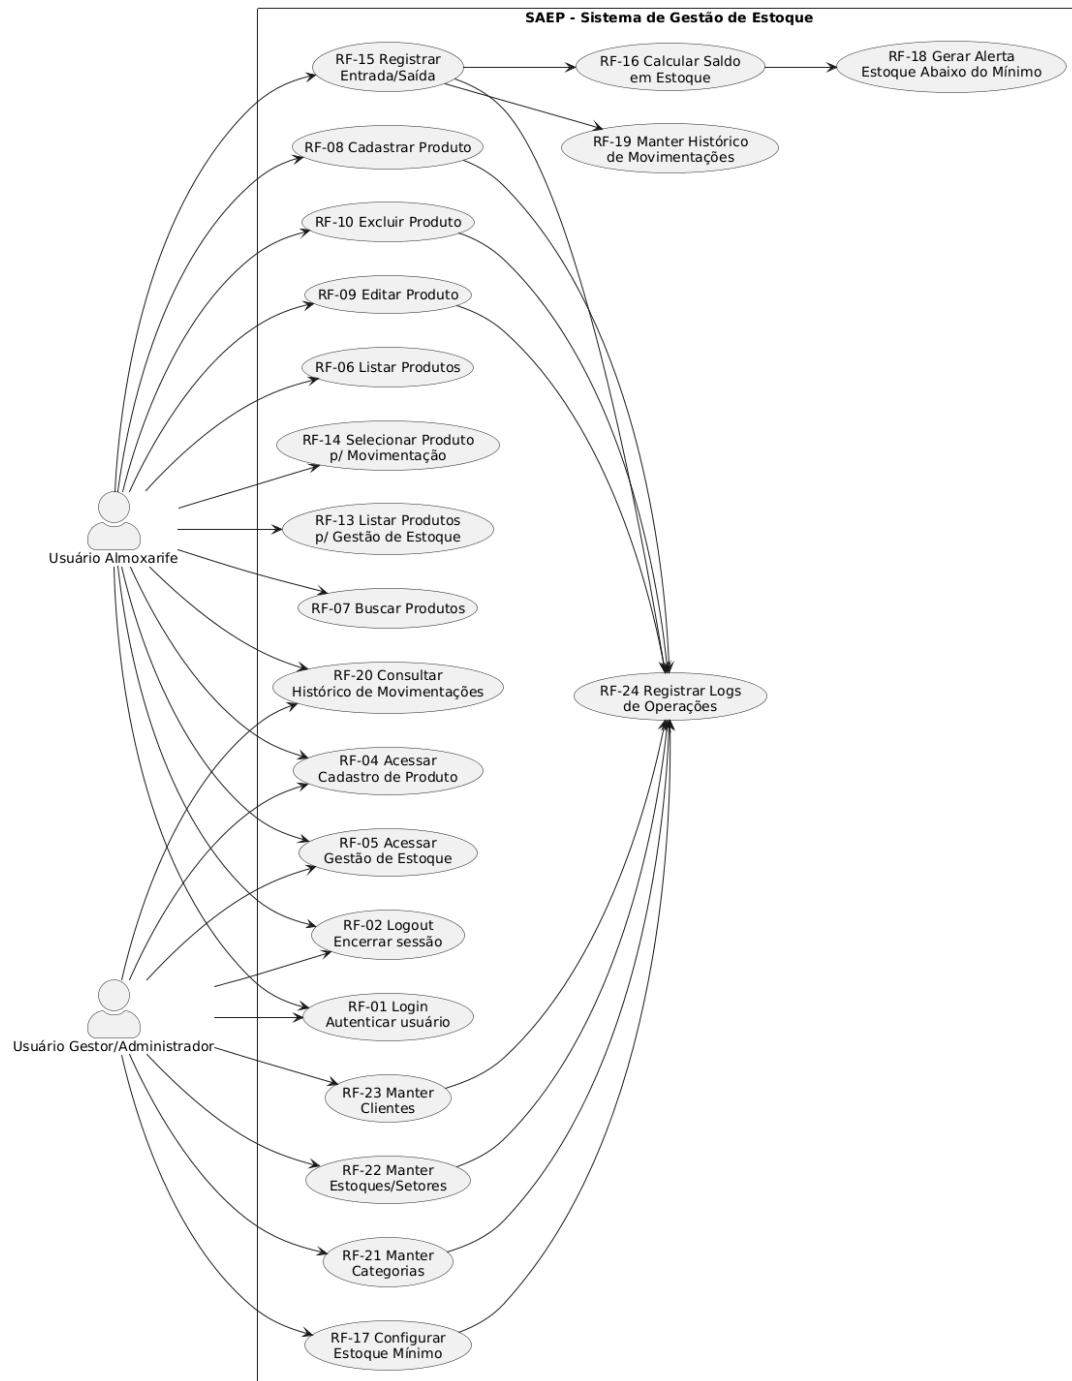 SAEP - Sistema de Gestão de Estoque
RF-15 Registrar
Entrada/Saída
RF-16 Calcular Saldo
em Estoque
RF-18 Gerar Alerta
Estoque Abaixo do Mínimo
RF-19 Manter Histórico
de Movimentações
RF-08 Cadastrar Produto
RF-10 Excluir Produto
RF-09 Editar Produto
RF-06 Listar Produtos
RF-14 Selecionar Produto
p/ Movimentação
RF-13 Listar Produtos
p/ Gestão de Estoque
Usuário Almoxarife
RF-07 Buscar Produtos
RF-20 Consultar
Histórico de Movimentações
RF-24 Registrar Logs
de Operações
RF-04 Acessar
Cadastro de Produto
RF-05 Acessar
Gestão de Estoque
RF-02 Logout
Encerrar sessão
RF-01 Login
Autenticar usuário
Usuário Gestor/Administrador
RF-23 Manter
Clientes
RF-22 Manter
Estoques/Setores
RF-21 Manter
Categorias
RF-17 Configurar
Estoque Mínimo